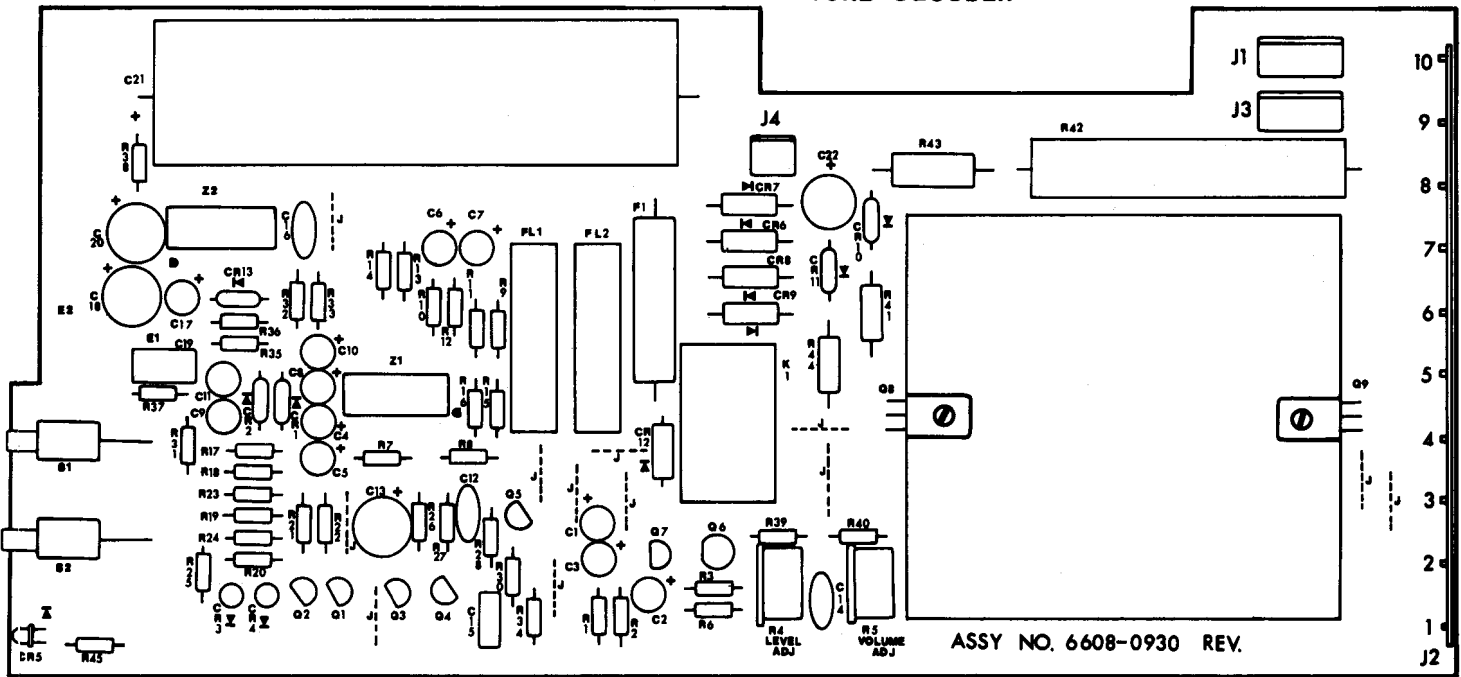 C21
+
R38
J4
J1
J3
10
9
R42
R43
C22
+
CR7
8
Z2
C16
J
C20
+
D
C6
+
C7
+
FL1
FL2
F1
CR6
CR10
7
R14
R13
CR8
CR11
CR13
C18
+
E2
C17
+
R32
R33
R10
R12
R11
R9
CR9
R41
6
R36
R35
E1
C19
C10
+
Z1
K1
R44
5
R37
C11
C8
+
CR2
CR1
R16
R15
Q8
Q9
C9
C4
+
J
R31
R17
C5
+
R7
R8
CR12
J
4
S1
R18
J
J
J
J
J
J
R23
C13
+
C12
Q5
3
R19
R21
R22
J
R26
R27
C1
+
R24
R28
Q7
Q6
R39
R40
S2
R25
R20
C3
+
2
R30
J
R3
CR3
CR4
Q2
Q1
J
Q3
Q4
C15
R34
R1
R2
C2
+
R6
C14
R4
LEVEL
ADJ
R5
VOLUME
ADJ
ASSY NO. 6608-0930 REV.
1
J2
CR5
R45